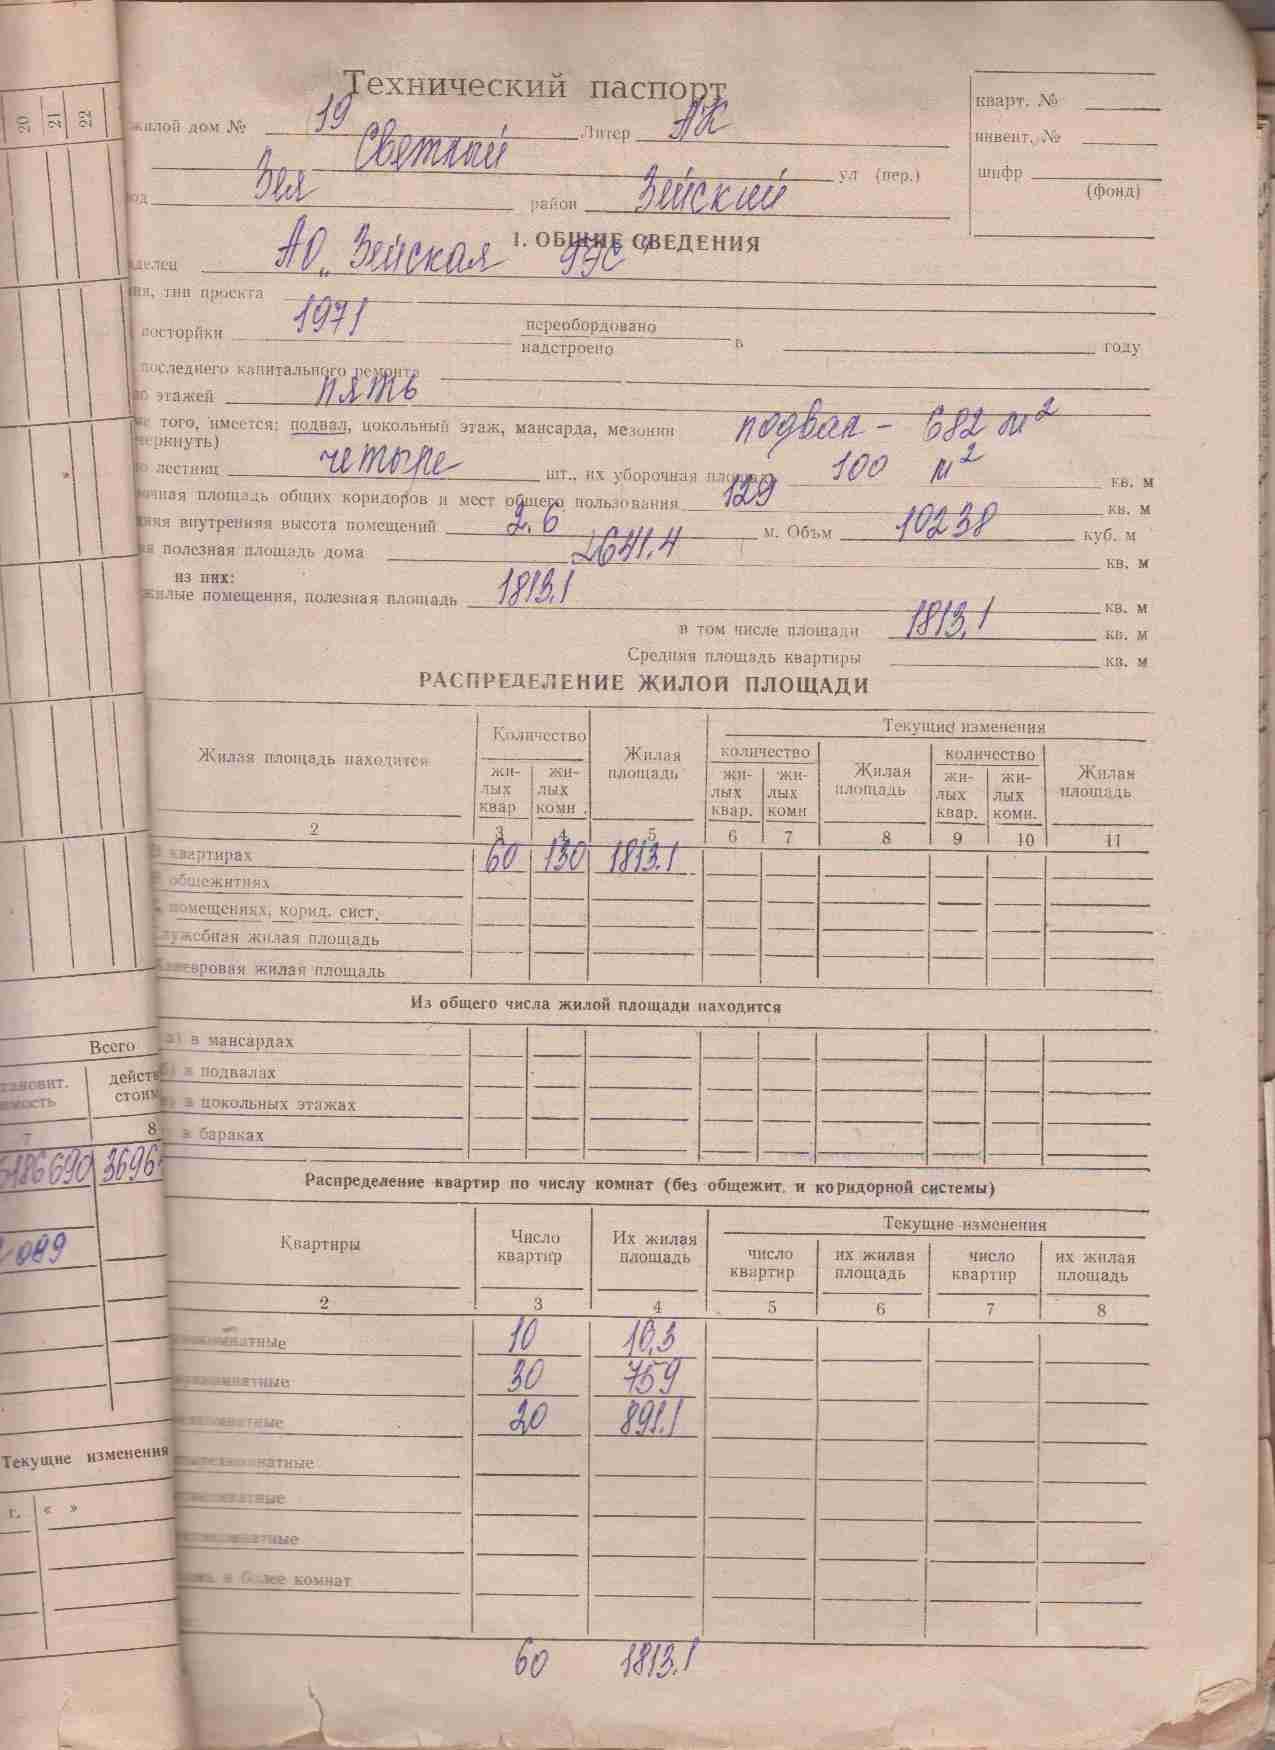 Технический паспорт
кварт. №
инвент. №
шифр
(фонд)
жилой дом № 19 Литер АК
Светлый ул (пер.)
Зея район Зейский
I. ОБЩИЕ СВЕДЕНИЯ
АО „Зейская ГЭС"
тип проекта
посторйки 1971 переобордовано
надстроено в году
последнего капитального ремонта
этажей пять
того, имеется: подвал, цокольный этаж, мансарда, мезонин подвал - 682 м²
лестниц четыре шт., их уборочная площадь 100 м² кв. м
площадь общих коридоров и мест общего пользования 129 кв. м
внутренняя высота помещений 2.6 м. Объм 10238 куб. м
полезная площадь дома 2641.4 кв. м
из них:
жилые помещения, полезная площадь 1813.1 кв. м
в том числе площади 1813.1 кв. м
Средняя площадь квартиры кв. м
РАСПРЕДЕЛЕНИЕ ЖИЛОЙ ПЛОЩАДИ
Жилая площадь находится Количество Жилая площадь Текущие изменения
жилых квар жилых комн. количество Жилая площадь количество Жилая площадь
жилых квар. жилых комн жилых квар. жилых комн.
2 3 4 5 6 7 8 9 10 11
В квартирах 60 130 1813.1
общежитиях
помещениях, корид. сист.
Служебная жилая площадь
Маневровая жилая площадь
Из общего числа жилой площади находится
а) в мансардах
б) в подвалах
в цокольных этажах
в бараках
Распределение квартир по числу комнат (без общежит. и коридорной системы)
Квартиры Число квартир Их жилая площадь Текущие изменения
число квартир их жилая площадь число квартир их жилая площадь
2 3 4 5 6 7 8
10 16,3
30 759
20 891.1
и более комнат
60 1813.1
20 21 22
Всего
действ
стоим
7 8
186690 3696
089
Текущие изменения
г. « »